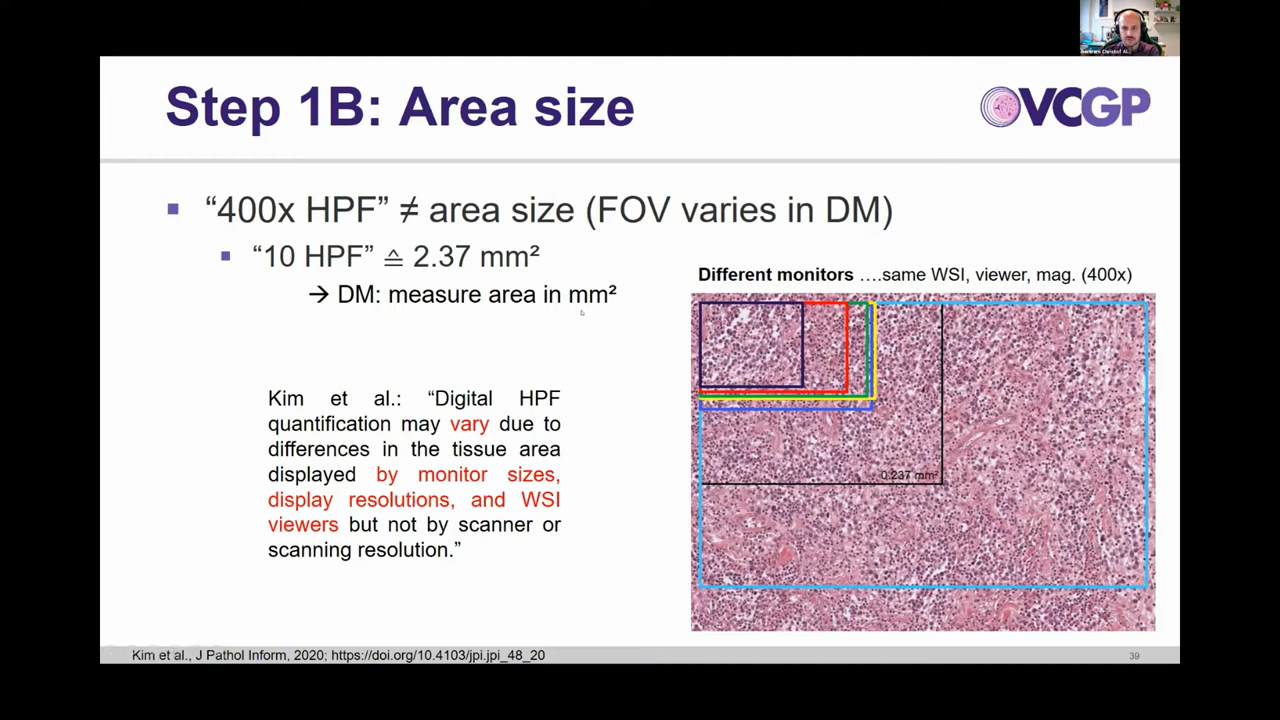 Bertram Christof Al...
Step 1B: Area size
VCGP
▪ “400x HPF” ≠ area size (FOV varies in DM)
▪ “10 HPF” ≙ 2.37 mm²
→ DM: measure area in mm²
Different monitors ….same WSI, viewer, mag. (400x)
0.237 mm²
Kim et al.: “Digital HPF
quantification may vary due to
differences in the tissue area
displayed by monitor sizes,
display resolutions, and WSI
viewers but not by scanner or
scanning resolution.”
Kim et al., J Pathol Inform, 2020; https://doi.org/10.4103/jpi.jpi_48_20
39